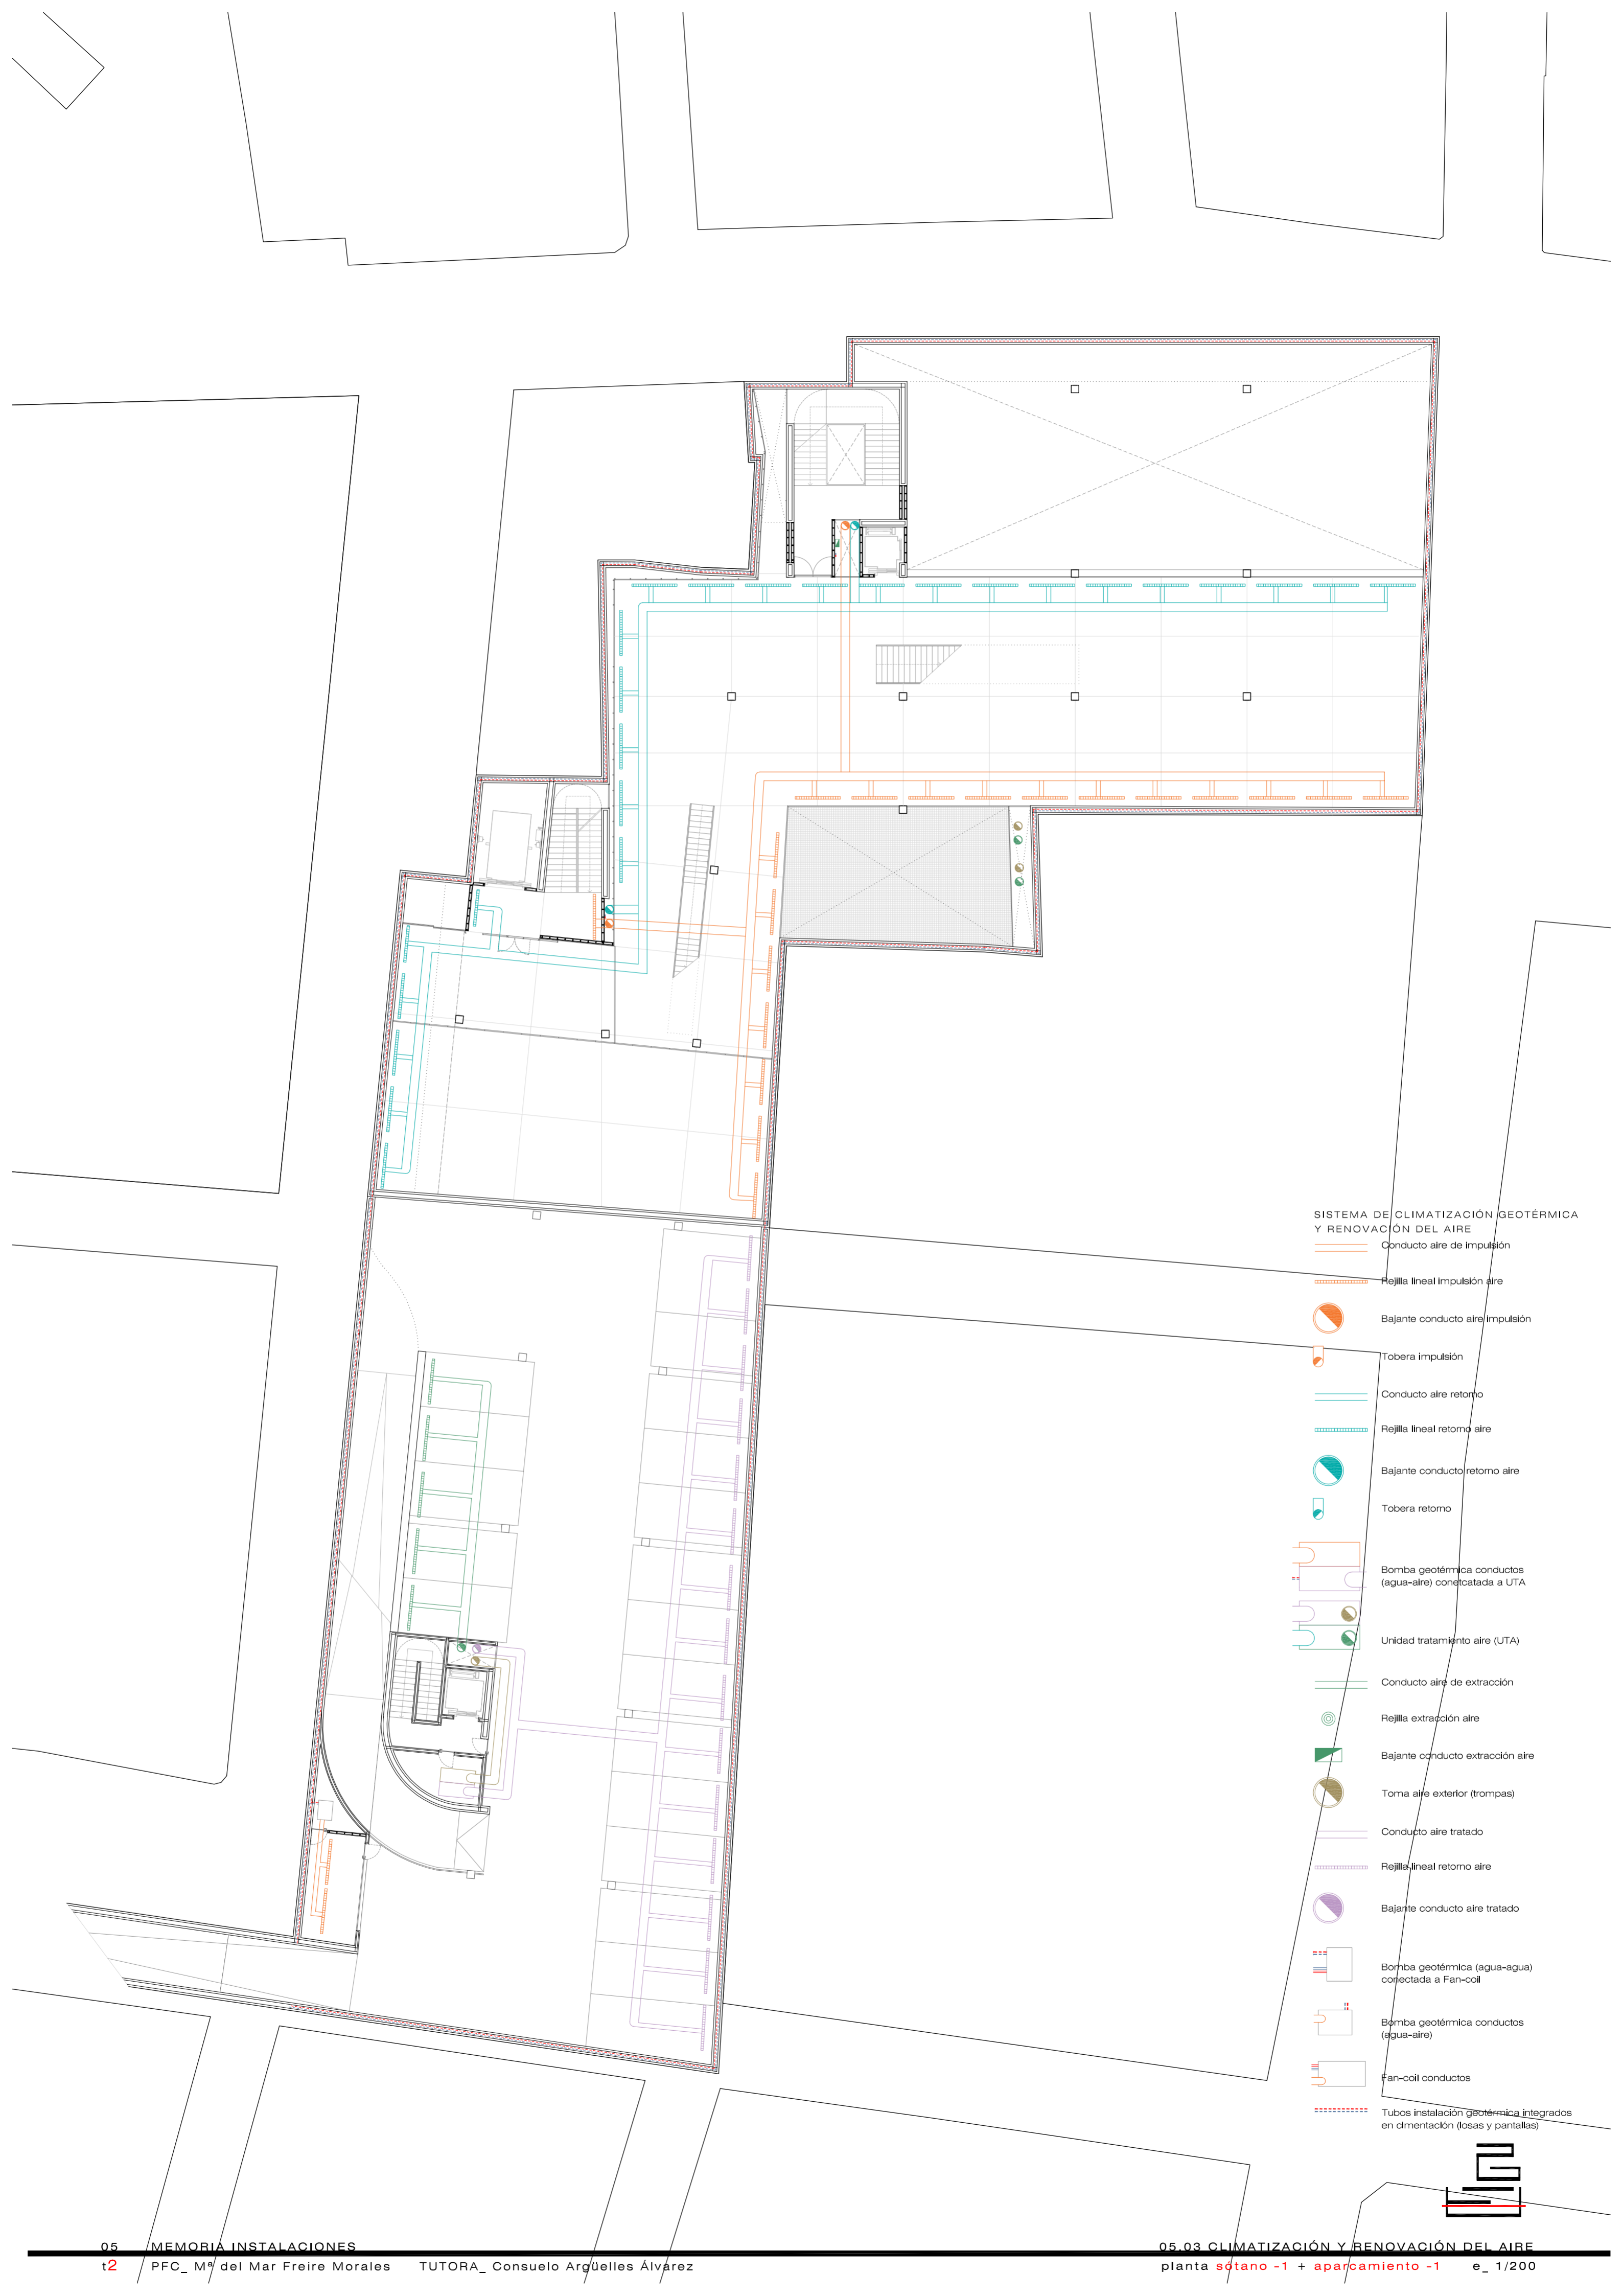 SISTEMA DE CLIMATIZACIÓN GEOTÉRMICA
Y RENOVACIÓN DEL AIRE
Conducto aire de impulsión
Rejilla lineal impulsión aire
Bajante conducto aire impulsión
Tobera impulsión
Conducto aire retorno
Rejilla lineal retorno aire
Bajante conducto retorno aire
Tobera retorno
Bomba geotérmica conductos
(agua-aire) conetcatada a UTA
Unidad tratamiento aire (UTA)
Conducto aire de extracción
Rejilla extracción aire
Bajante conducto extracción aire
Toma aire exterior (trompas)
Conducto aire tratado
Rejilla lineal retorno aire
Bajante conducto aire tratado
Bomba geotérmica (agua-agua)
conectada a Fan-coil
Bomba geotérmica conductos
(agua-aire)
Fan-coil conductos
Tubos instalación geotérmica integrados
en cimentación (losas y pantallas)
05 MEMORIA INSTALACIONES
05.03 CLIMATIZACIÓN Y RENOVACIÓN DEL AIRE
t2 PFC_ Mª del Mar Freire Morales TUTORA_ Consuelo Argüelles Álvarez
planta sótano -1 + aparcamiento -1 e_ 1/200